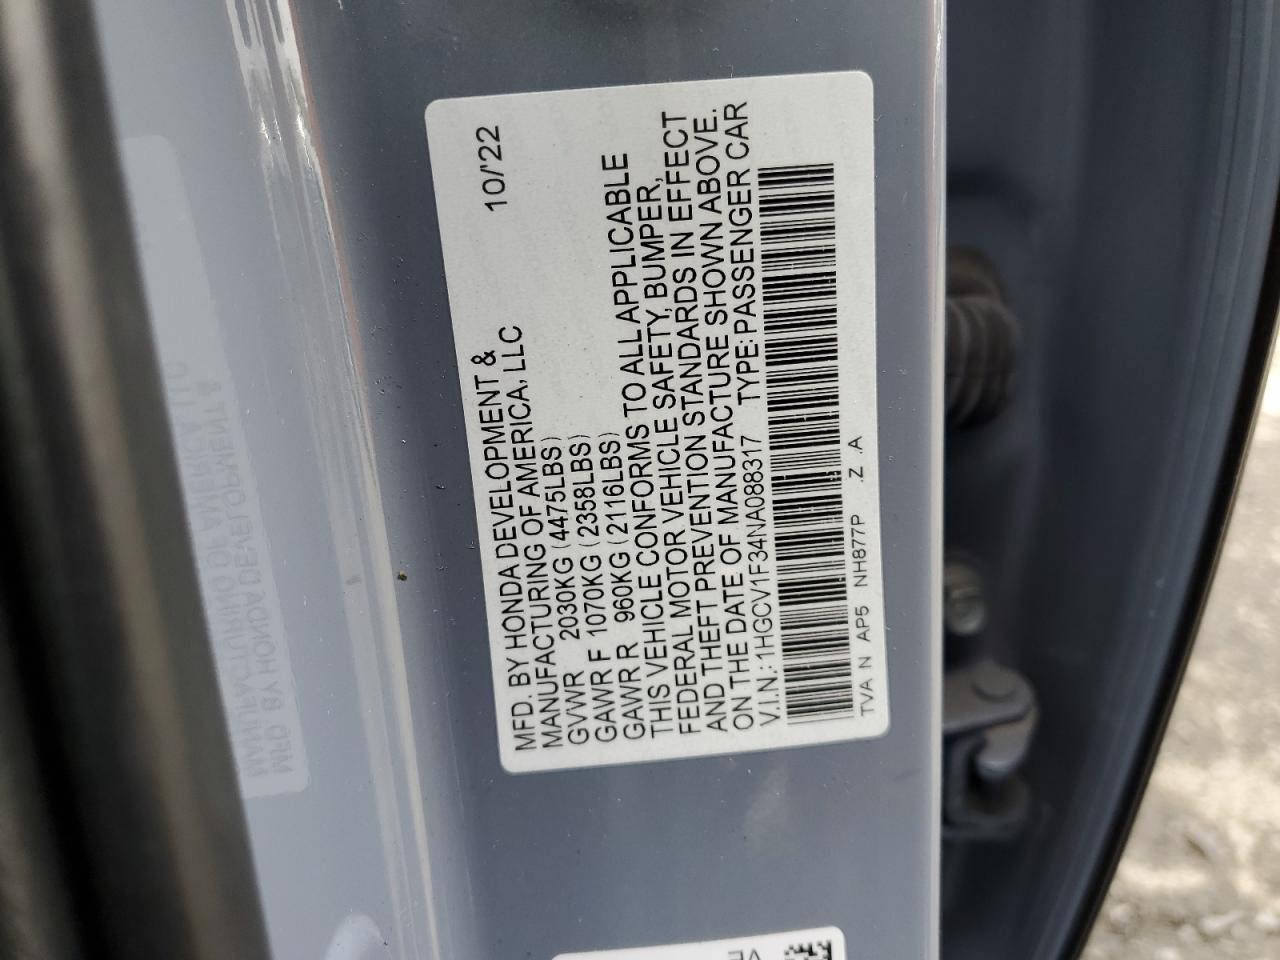 10/'22
MFD. BY HONDA DEVELOPMENT &
MANUFACTURING OF AMERICA, LLC
GVWR 2030KG (4475LBS)
GAWR F 1070KG (2358LBS)
GAWR R 960KG (2116LBS)
THIS VEHICLE CONFORMS TO ALL APPLICABLE
FEDERAL MOTOR VEHICLE SAFETY, BUMPER,
AND THEFT PREVENTION STANDARDS IN EFFECT
ON THE DATE OF MANUFACTURE SHOWN ABOVE.
V.I.N.: 1HGCV1F34NA088317 TYPE: PASSENGER CAR
TVA N AP5 NH877P .Z .A